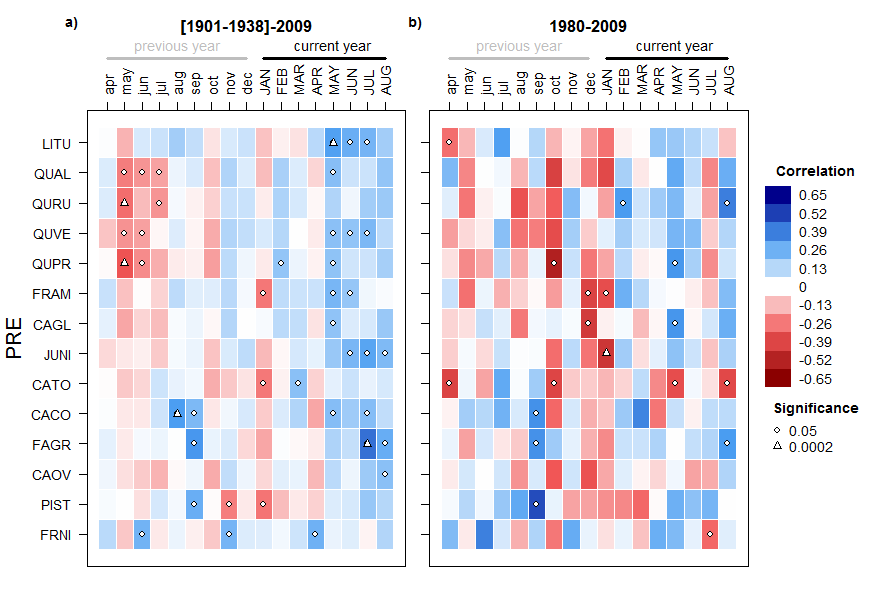 a) [1901-1938]-2009 b) 1980-2009
previous year current year previous year current year
apr may jun jul aug sep oct nov dec JAN FEB MAR APR MAY JUN JUL AUG apr may jun jul aug sep oct nov dec JAN FEB MAR APR MAY JUN JUL AUG
LITU
QUAL
QURU
QUVE
QUPR
FRAM
CAGL
JUNI
CATO
CACO
FAGR
CAOV
PIST
FRNI
PRE
Correlation
0.65
0.52
0.39
0.26
0.13
0
-0.13
-0.26
-0.39
-0.52
-0.65
Significance
0.05
0.0002